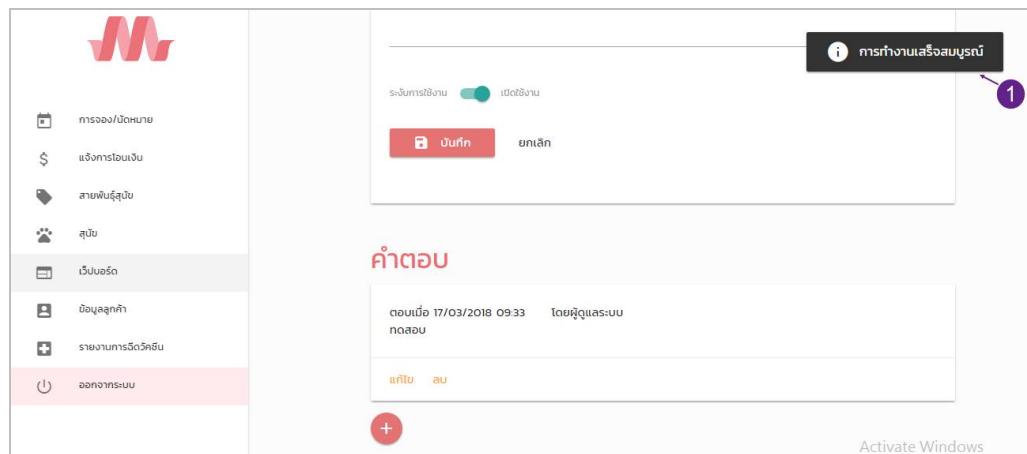 การทำงานเสร็จสมบูรณ์
1
ระงับการใช้งาน เปิดใช้งาน
บันทึก ยกเลิก
การจอง/นัดหมาย
แจ้งการโอนเงิน
สายพันธุ์สุนัข
สุนัข
เว็ปบอร์ด
ข้อมูลลูกค้า
รายงานการฉีดวัคซีน
ออกจากระบบ
คำตอบ
ตอบเมื่อ 17/03/2018 09:33 โดยผู้ดูแลระบบ
ทดสอบ
แก้ไข ลบ
Activate Windows